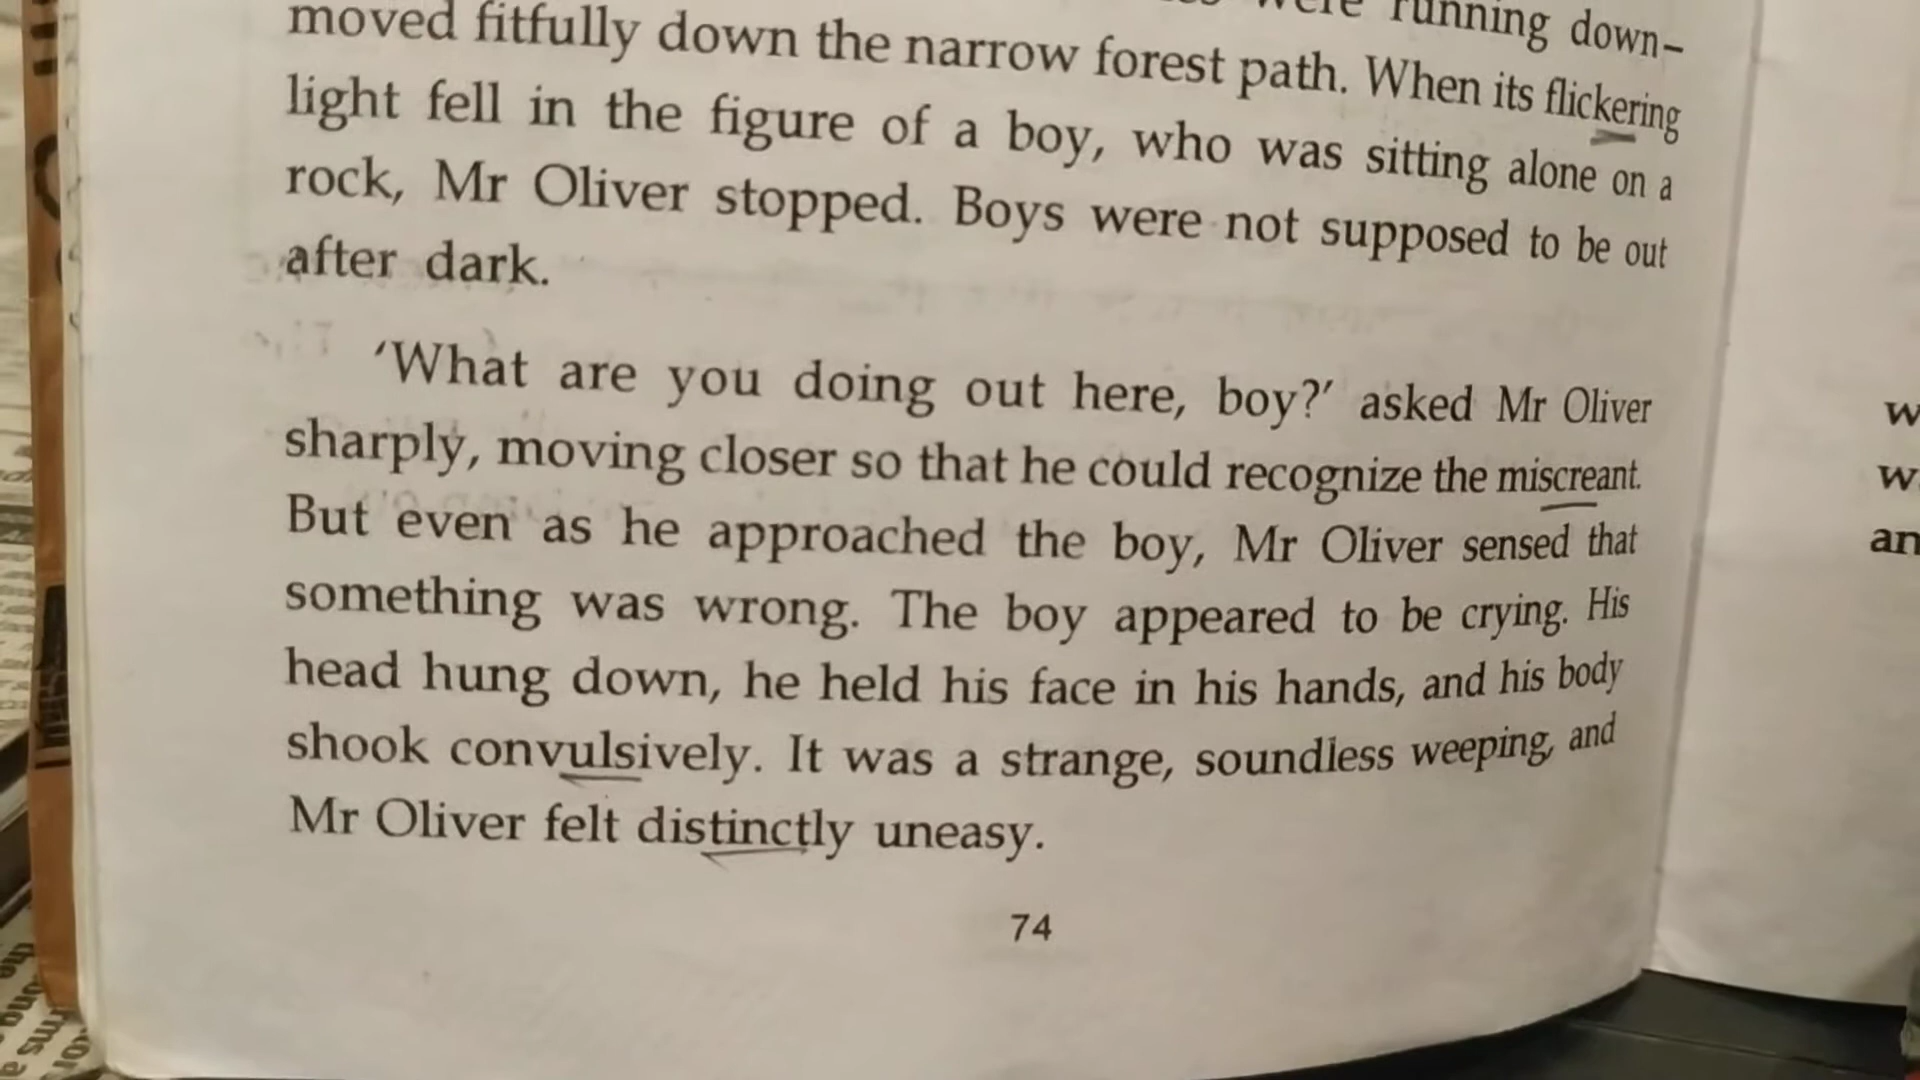 were running down–
moved fitfully down the narrow forest path. When its flickering
light fell in the figure of a boy, who was sitting alone on a
rock, Mr Oliver stopped. Boys were not supposed to be out
after dark.
‘What are you doing out here, boy?’ asked Mr Oliver
sharply, moving closer so that he could recognize the miscreant.
But even as he approached the boy, Mr Oliver sensed that
something was wrong. The boy appeared to be crying. His
head hung down, he held his face in his hands, and his body
shook convulsively. It was a strange, soundless weeping, and
Mr Oliver felt distinctly uneasy.
74